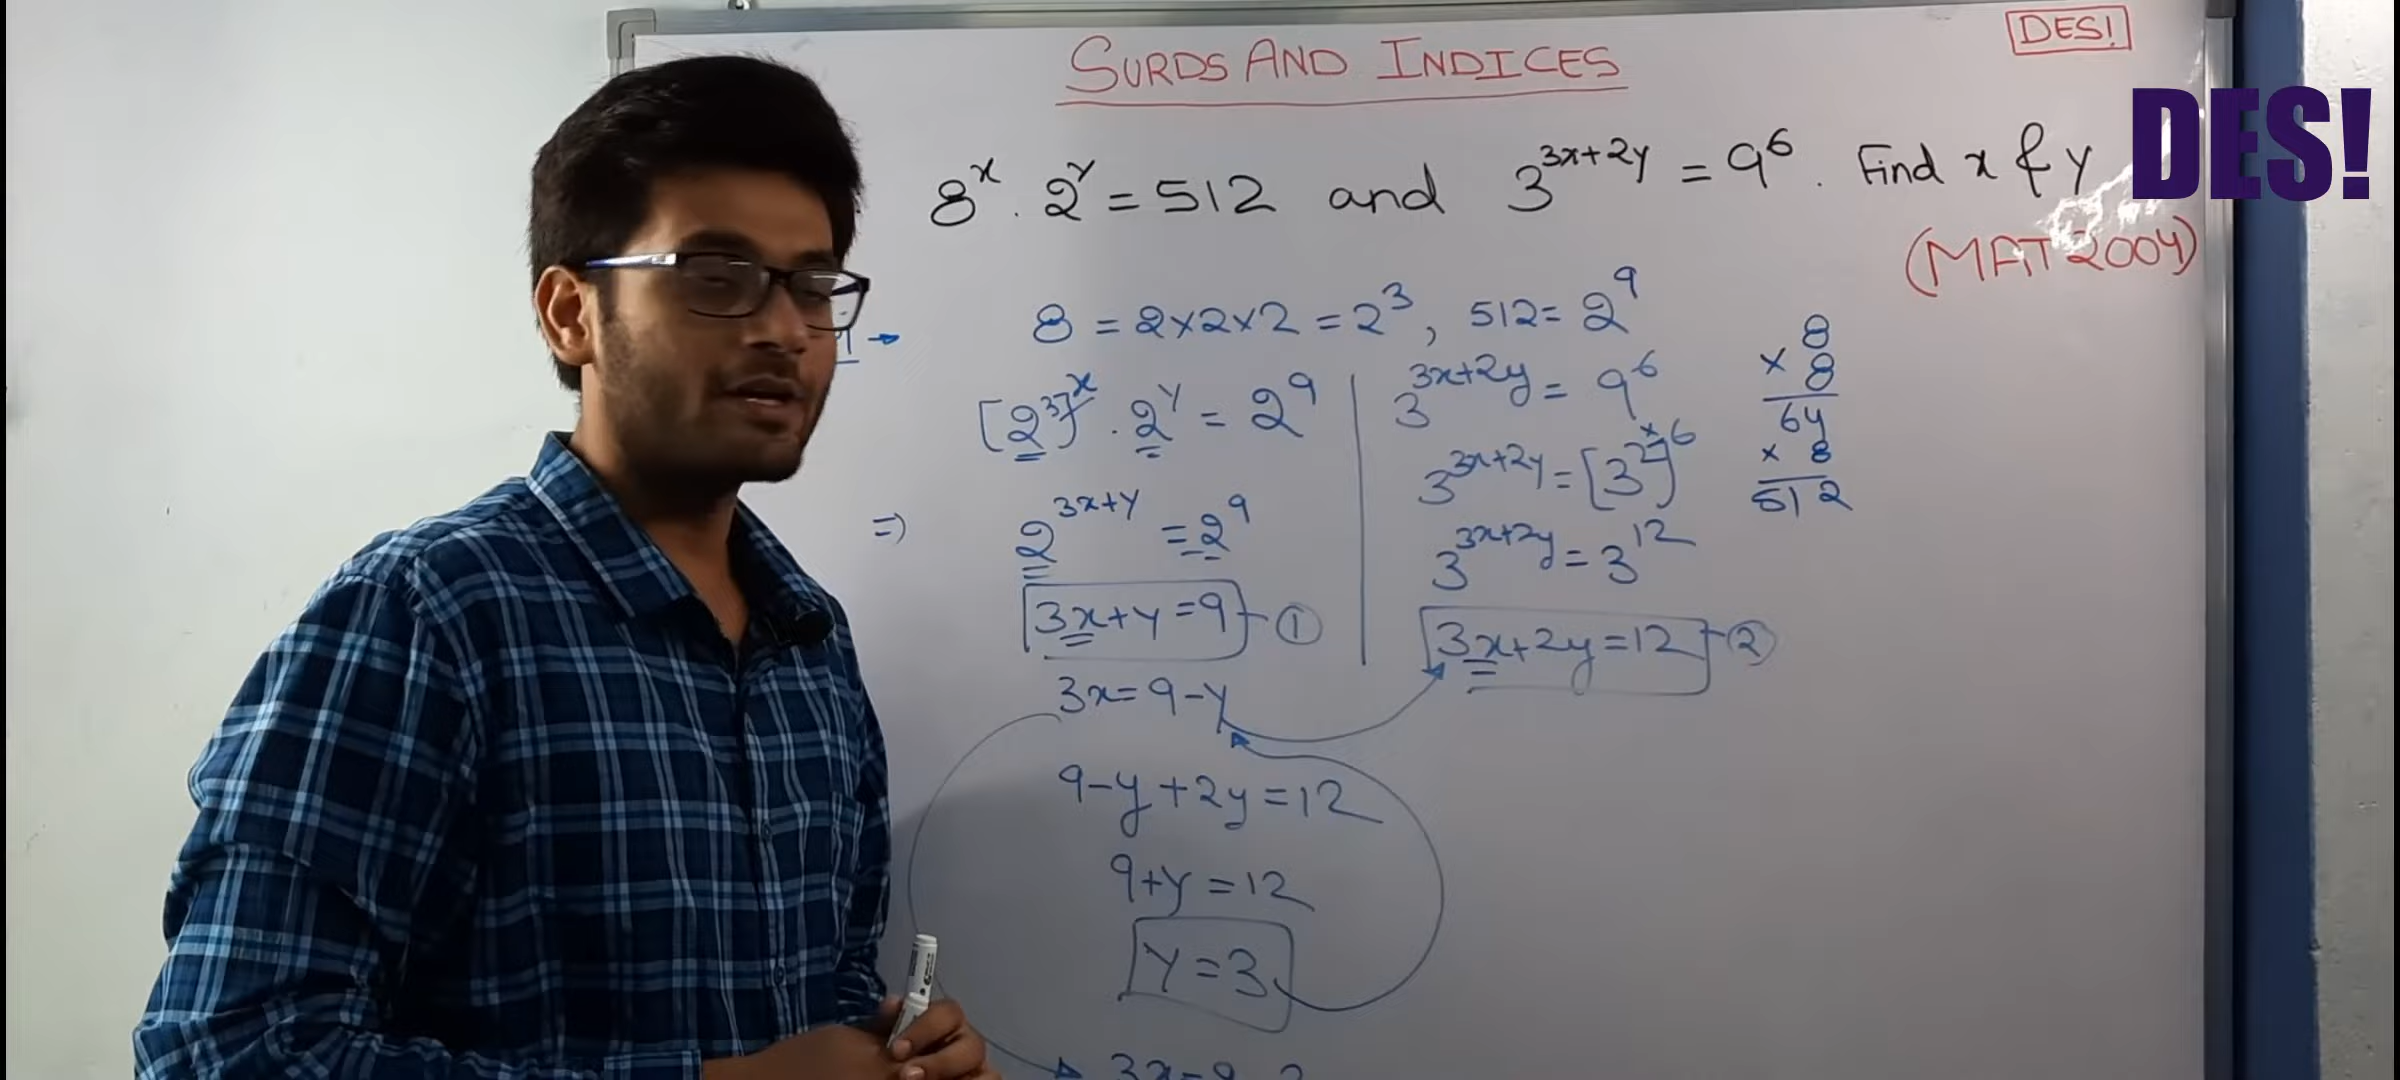 SURDS AND INDICES
DES!
DES!
8^x . 2^y = 512 and 3^(3x+2y) = 9^6 . Find x & y
(MAT 2004)
8 = 2×2×2 = 2^3, 512 = 2^9
[2^3]^x . 2^y = 2^9
=> 2^(3x+y) = 2^9
3x+y=9 - ①
3x=9-y
9-y+2y=12
9+y=12
y=3
3^(3x+2y) = 9^6
3^(3x+2y) = [3^2]^6
3^(3x+2y) = 3^12
3x+2y=12 - ②
8
× 8
64
× 8
512